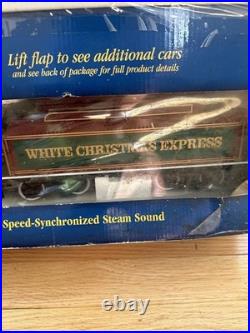 Lift flap to see additional cars
and see back of package for full product details
WHITE CHRISTMAS EXPRESS
Speed-Synchronized Steam Sound